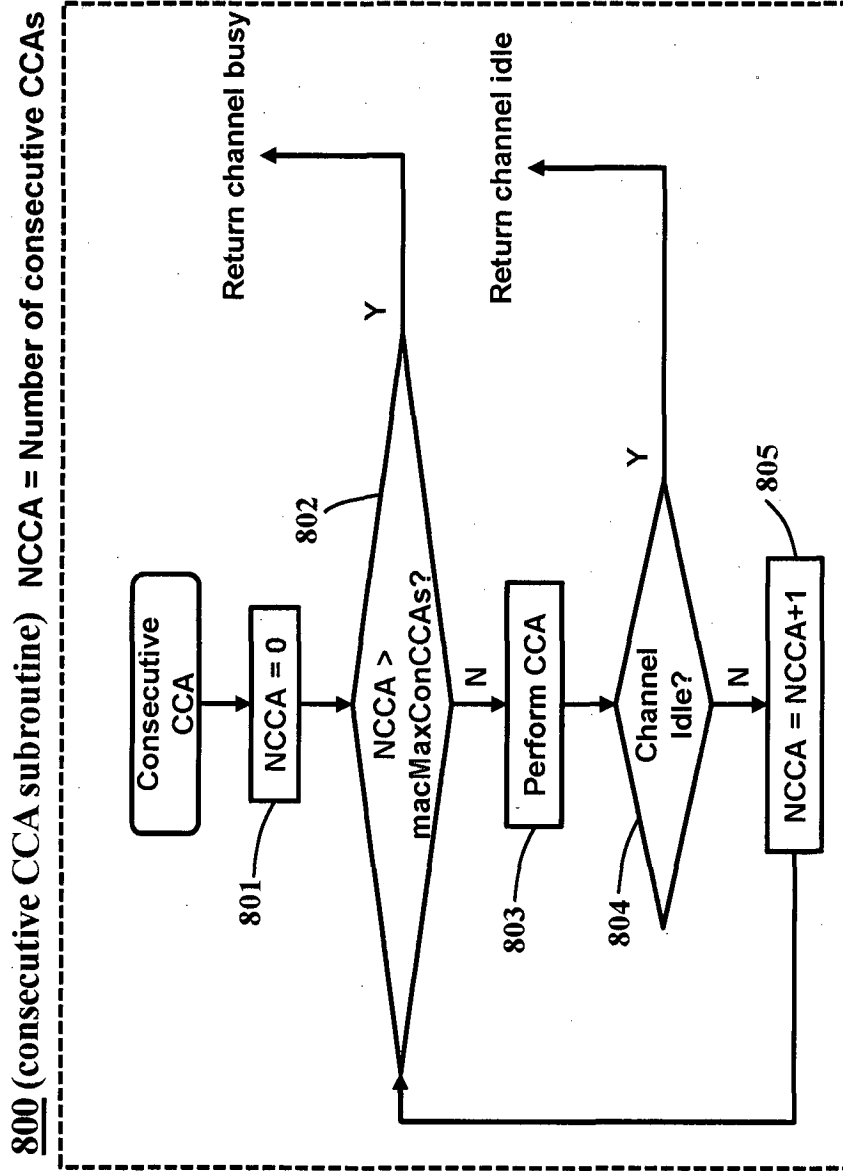 800 (consecutive CCA subroutine) NCCA = Number of consecutive CCAs
Consecutive
CCA
801
NCCA = 0
802
NCCA >
macMaxConCCAs?
Y
Return channel busy
N
803
Perform CCA
804
Channel
Idle?
Y
Return channel idle
N
805
NCCA = NCCA+1